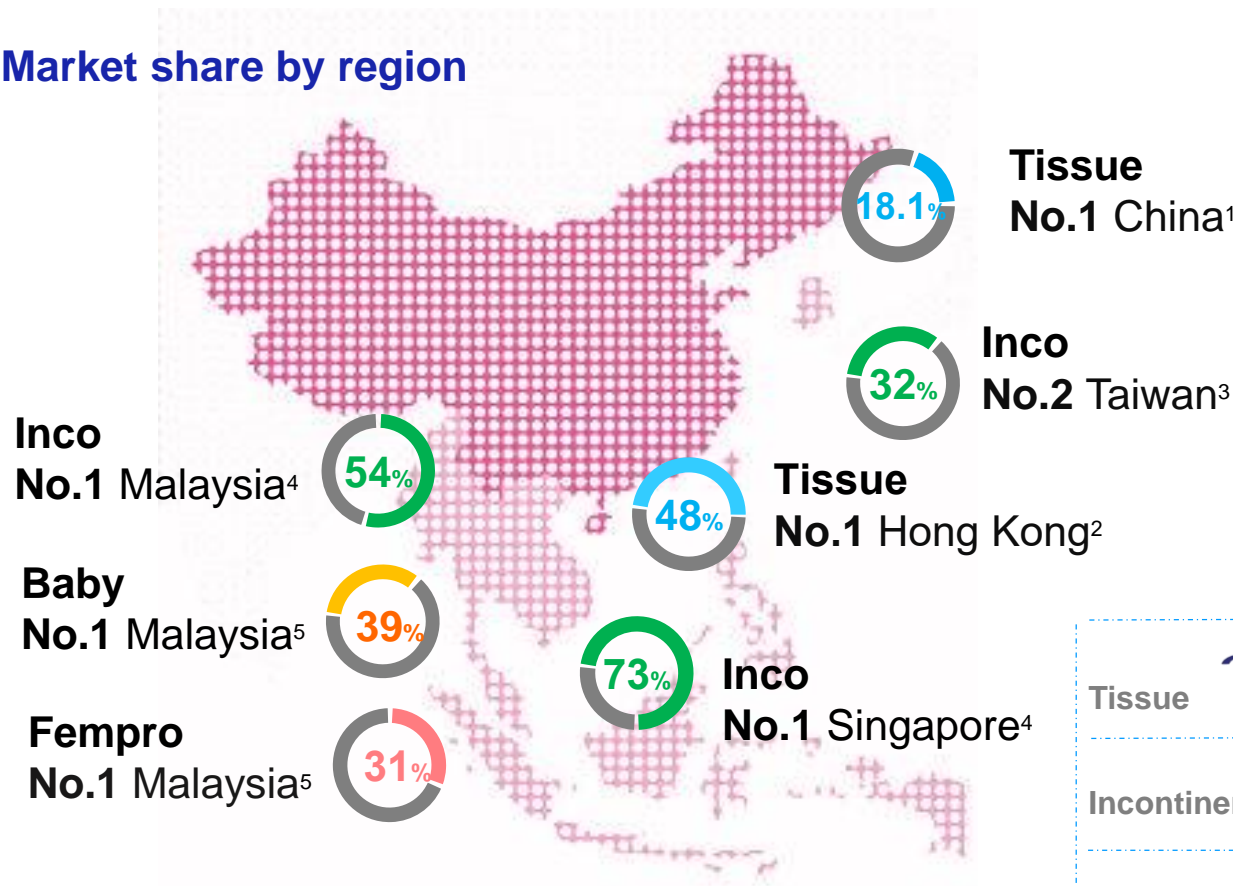 Market share by region
18.1%
Tissue
No.1 China¹
32%
Inco
No.2 Taiwan³
Inco
No.1 Malaysia⁴
54%
48%
Tissue
No.1 Hong Kong²
Baby
No.1 Malaysia⁵
39%
73%
Inco
No.1 Singapore⁴
Fempro
No.1 Malaysia⁵
31%
Tissue